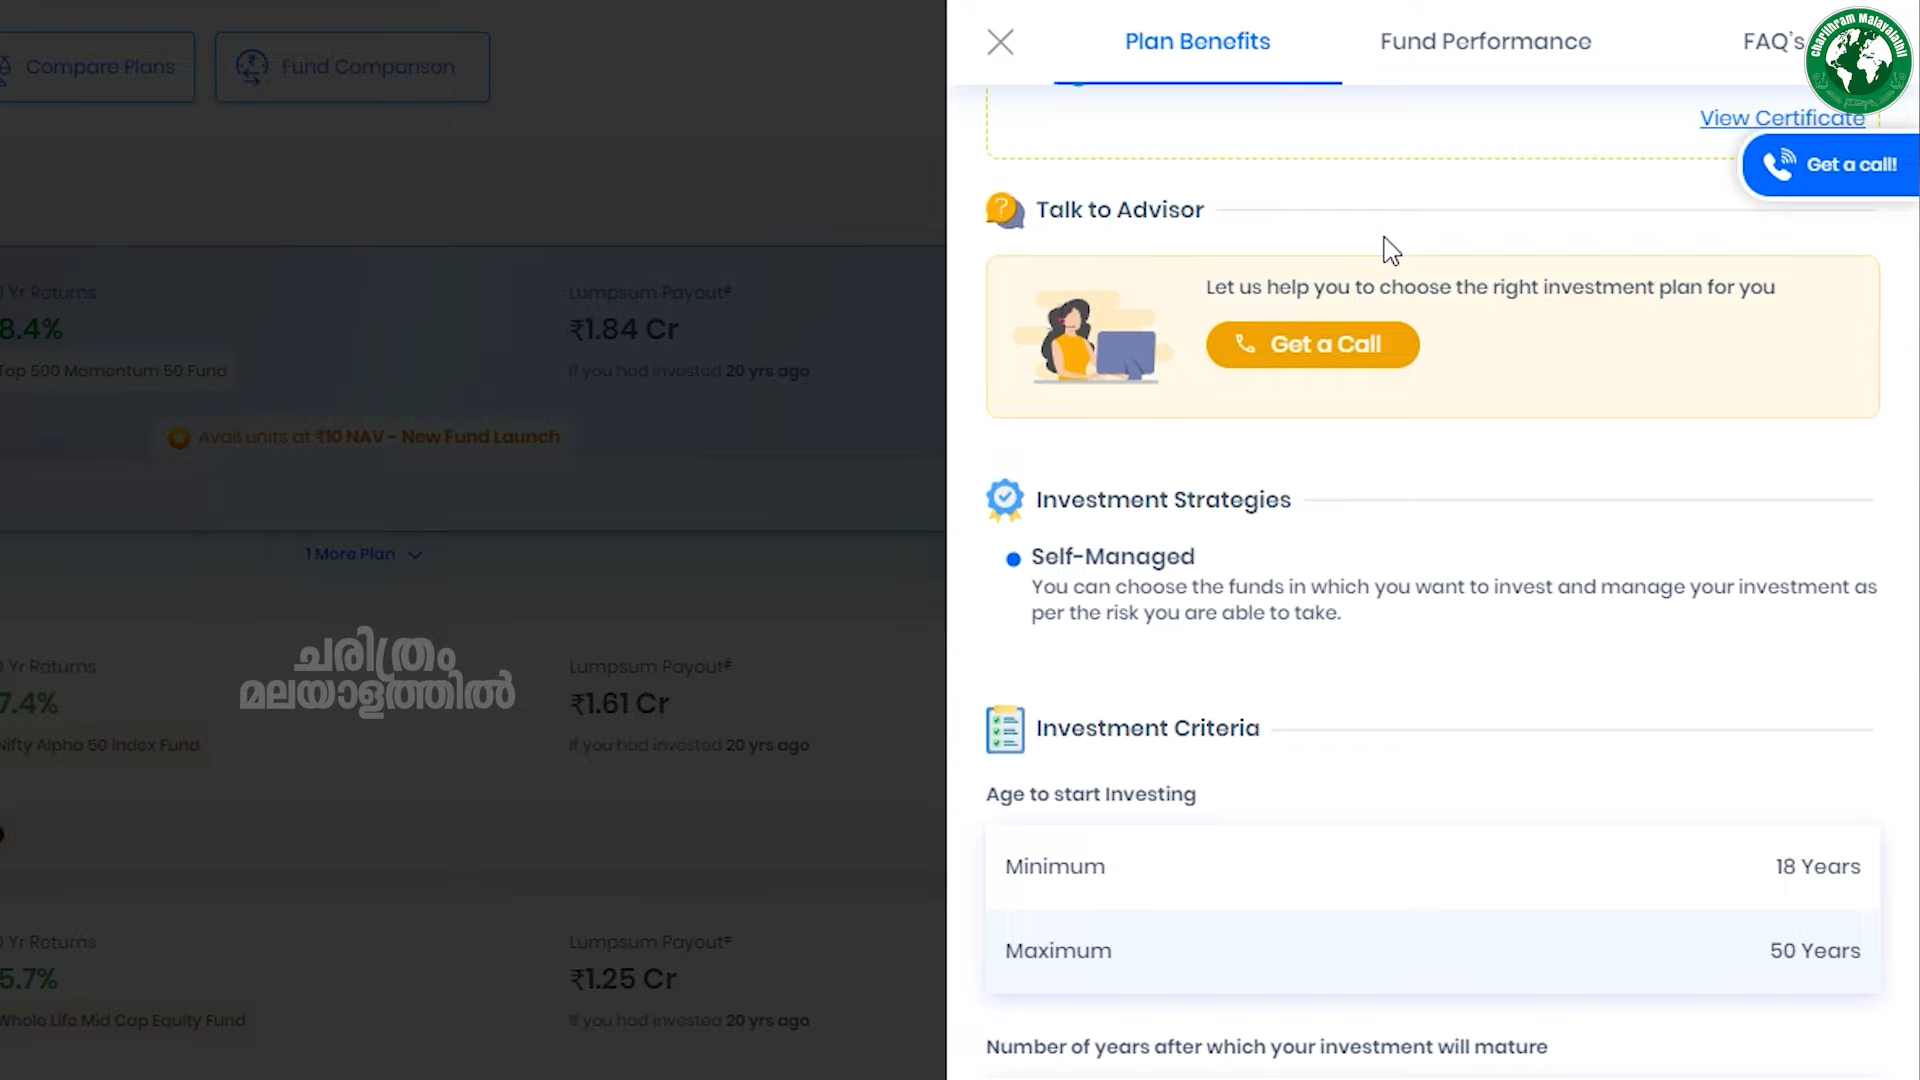 Compare Plans
Fund Comparison
Yr Returns
8.4%
Top 500 Momentum 50 Fund
Lumpsum Payout#
₹1.84 Cr
If you had invested 20 yrs ago
Avail units at ₹10 NAV - New Fund Launch
1 More Plan
Yr Returns
7.4%
Nifty Alpha 50 Index Fund
Lumpsum Payout#
₹1.61 Cr
If you had invested 20 yrs ago
ചരിത്രം
മലയാളത്തിൽ
Yr Returns
5.7%
Whole Life Mid Cap Equity Fund
Lumpsum Payout#
₹1.25 Cr
If you had invested 20 yrs ago
Plan Benefits
Fund Performance
FAQ's
Charithram Malayalathil
View Certificate
Get a call!
Talk to Advisor
Let us help you to choose the right investment plan for you
Get a Call
Investment Strategies
Self-Managed
You can choose the funds in which you want to invest and manage your investment as
per the risk you are able to take.
Investment Criteria
Age to start Investing
Minimum 18 Years
Maximum 50 Years
Number of years after which your investment will mature